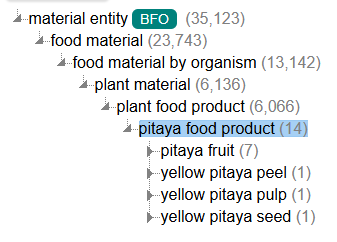 material entity BFO (35,123)
food material (23,743)
food material by organism (13,142)
plant material (6,136)
plant food product (6,066)
pitaya food product (14)
pitaya fruit (7)
yellow pitaya peel (1)
yellow pitaya pulp (1)
yellow pitaya seed (1)